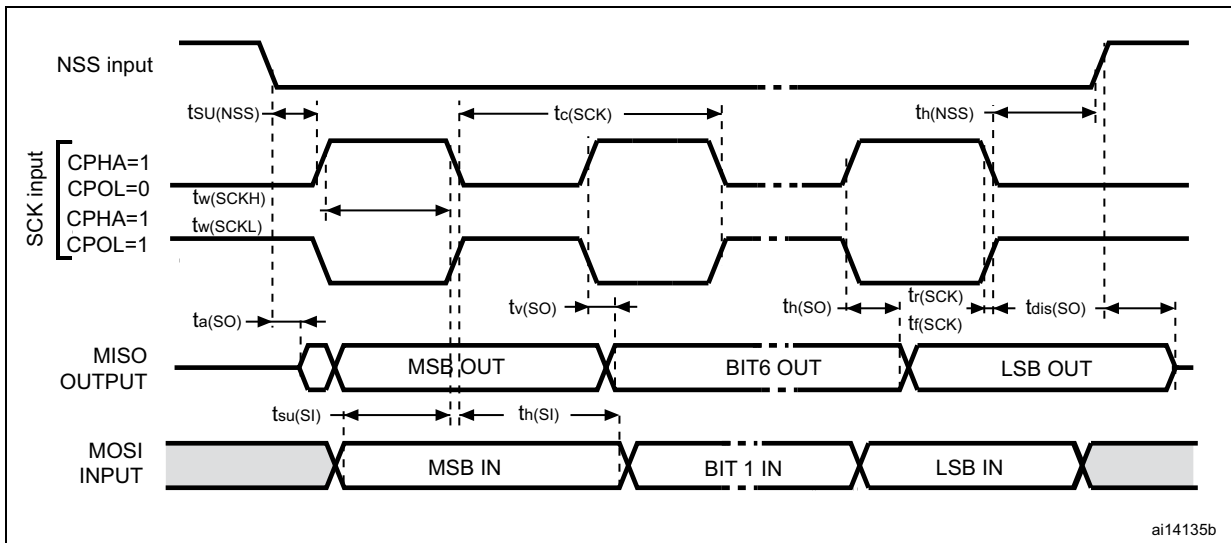 NSS input
tSU(NSS)
tc(SCK)
th(NSS)
SCK input
CPHA=1
CPOL=0
tw(SCKH)
CPHA=1
tw(SCKL)
CPOL=1
ta(SO)
tv(SO)
th(SO)
tr(SCK)
tf(SCK)
tdis(SO)
MISO
OUTPUT
MSB OUT
BIT6 OUT
LSB OUT
tsu(SI)
th(SI)
MOSI
INPUT
MSB IN
BIT 1 IN
LSB IN
ai14135b